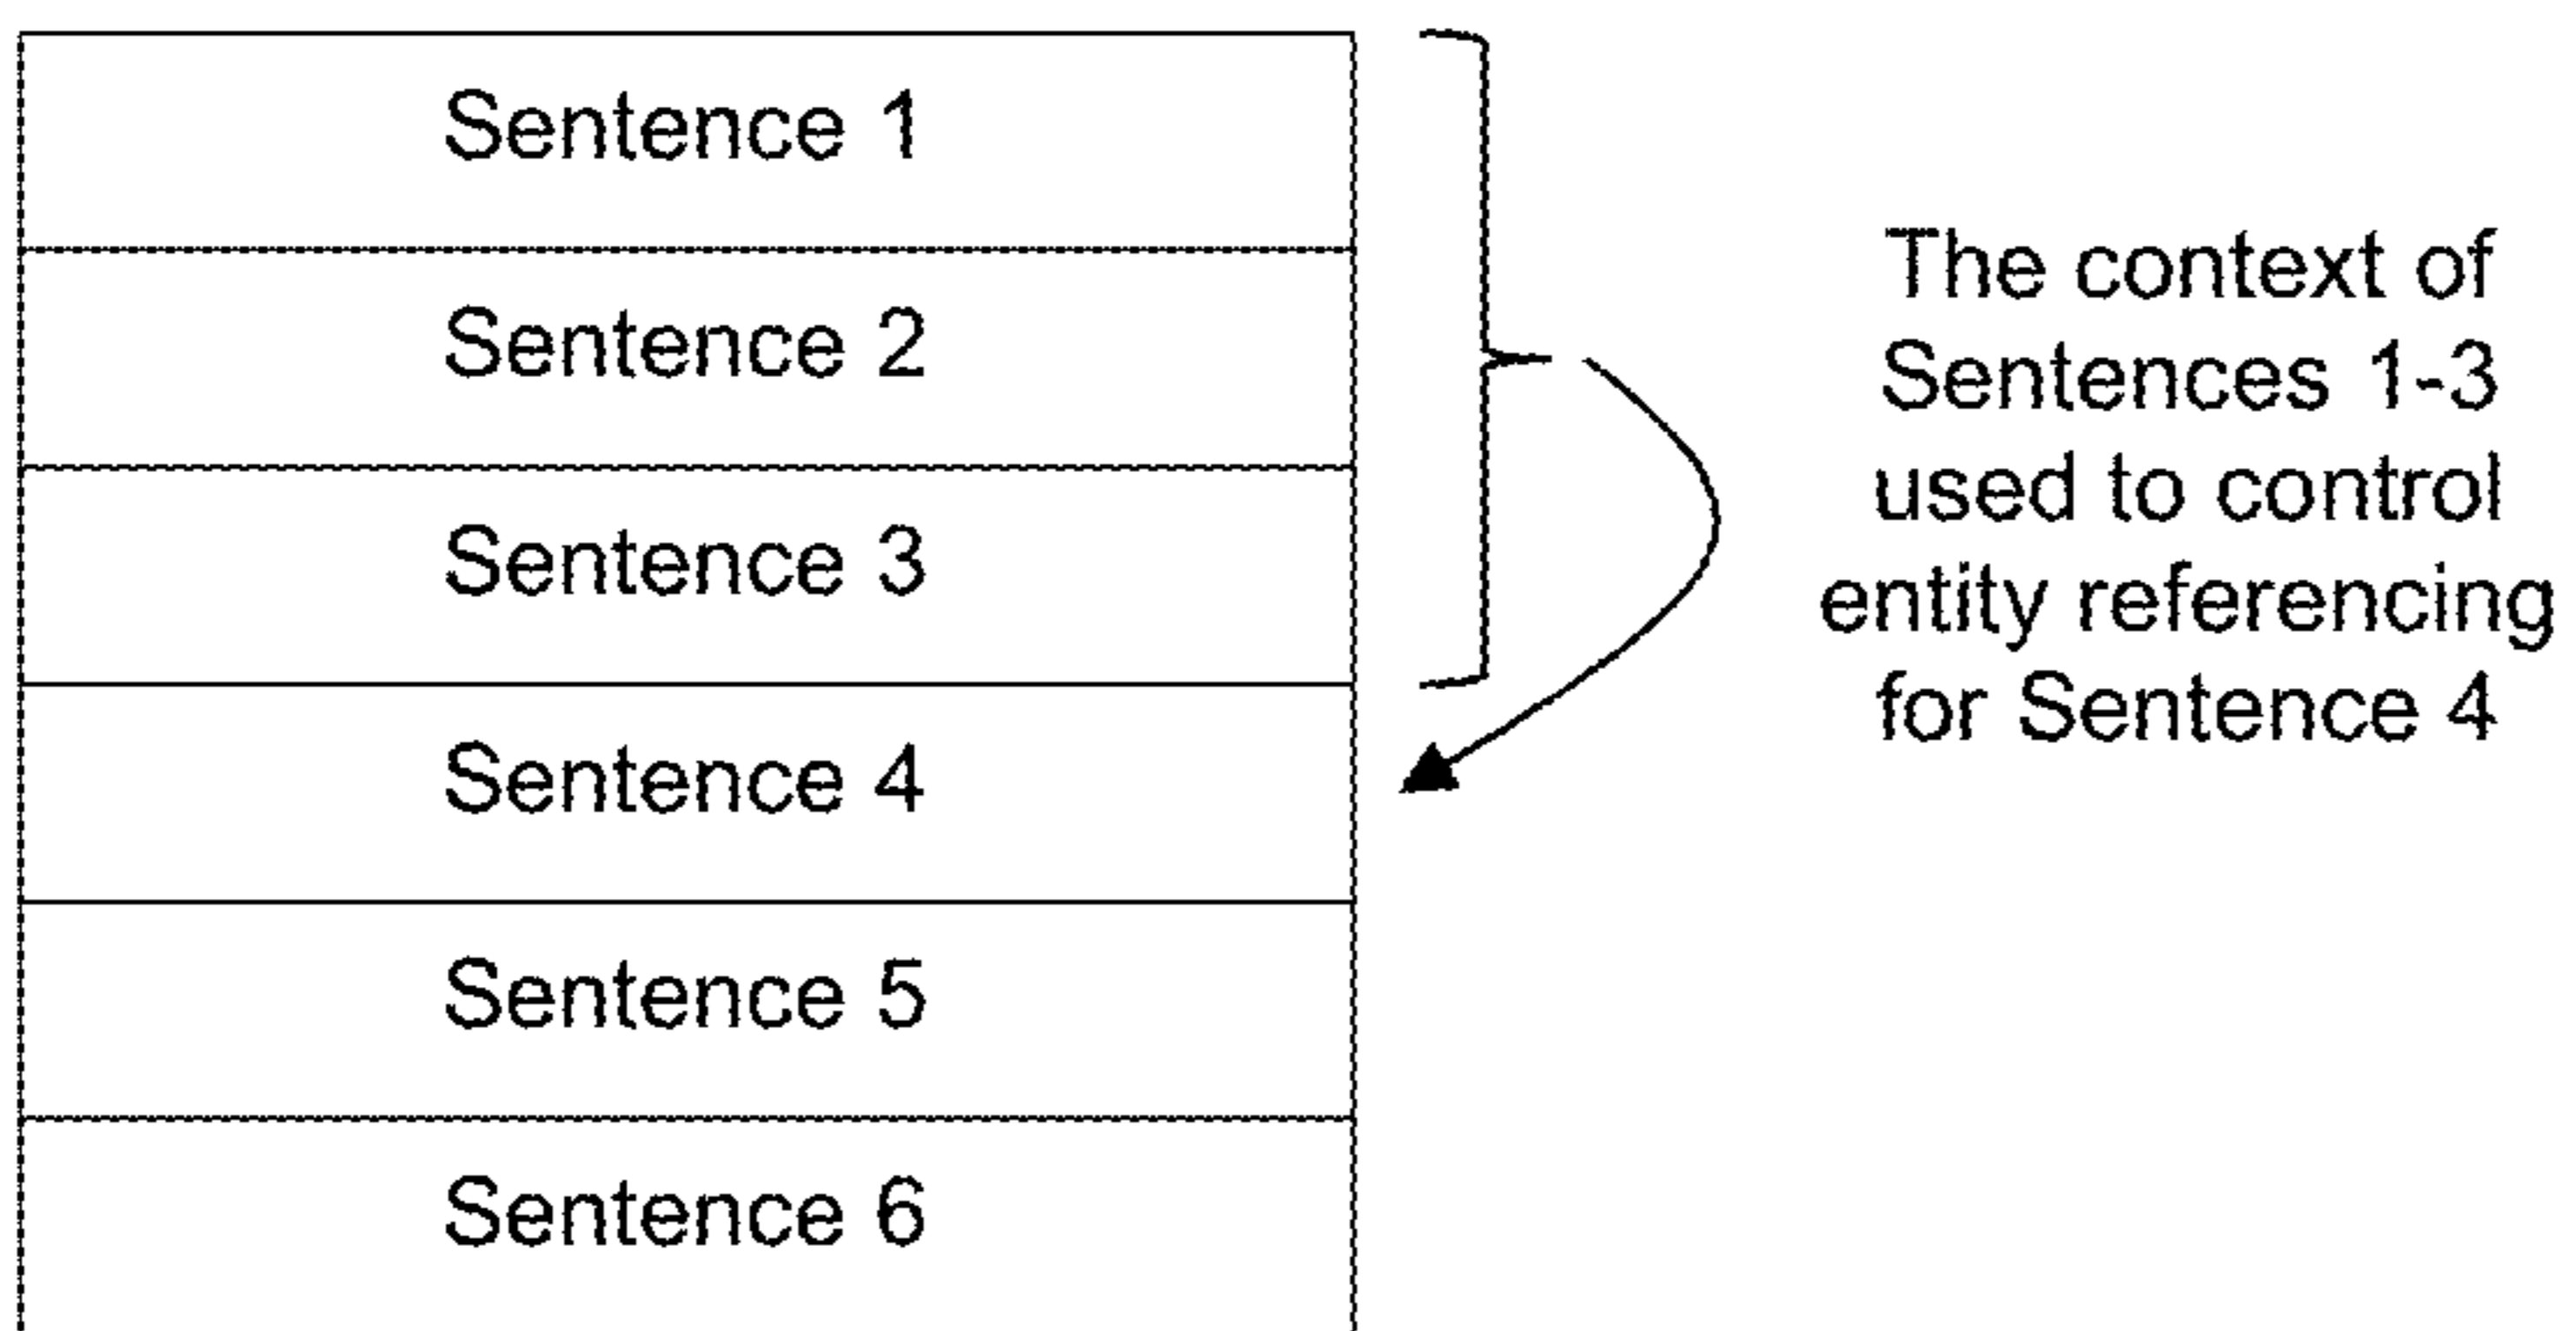 Sentence 1
Sentence 2
Sentence 3
Sentence 4
Sentence 5
Sentence 6
The context of
Sentences 1-3
used to control
entity referencing
for Sentence 4